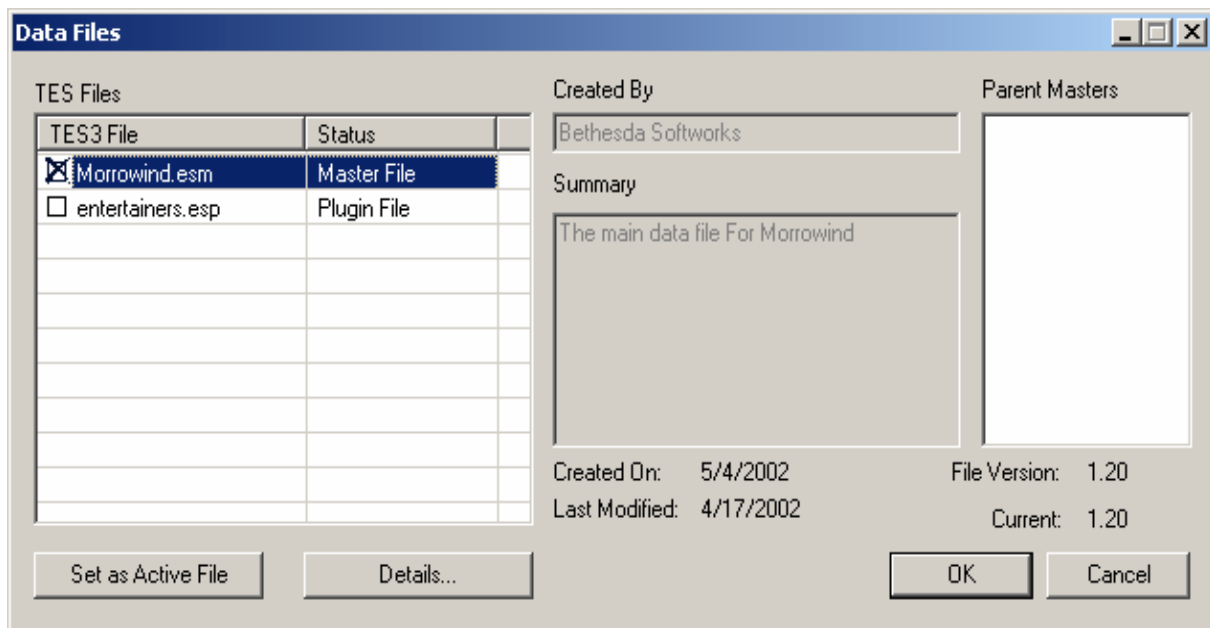 Data Files
TES Files
TES3 File Status
Morrowind.esm Master File
entertainers.esp Plugin File
Created By
Bethesda Softworks
Summary
The main data file For Morrowind
Parent Masters
Created On: 5/4/2002
Last Modified: 4/17/2002
File Version: 1.20
Current: 1.20
Set as Active File Details... OK Cancel